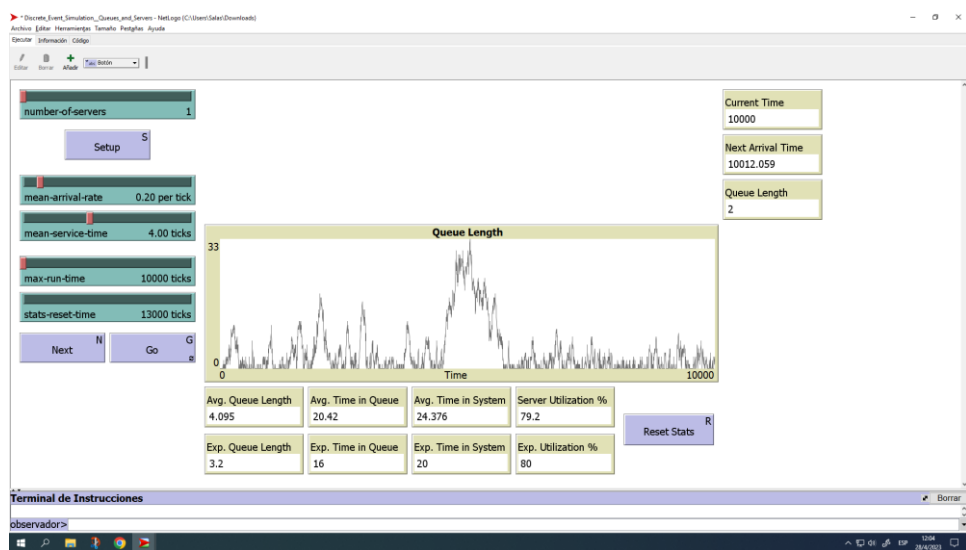 * Discrete_Event_Simulation__Queues_and_Servers - NetLogo {C:\Users\Salas\Downloads}
Archivo Editar Herramientas Tamaño Pestañas Ayuda
Ejecutar Información Código
Editar Borrar Añadir Botón
number-of-servers 1
Setup S
mean-arrival-rate 0.20 per tick
mean-service-time 4.00 ticks
max-run-time 10000 ticks
stats-reset-time 13000 ticks
Next N Go G
Current Time
10000
Next Arrival Time
10012.059
Queue Length
2
Queue Length
33
0
0 Time 10000
Avg. Queue Length Avg. Time in Queue Avg. Time in System Server Utilization %
4.095 20.42 24.376 79.2
Exp. Queue Length Exp. Time in Queue Exp. Time in System Exp. Utilization %
3.2 16 20 80
Reset Stats R
Terminal de Instrucciones Borrar
observador>
ESP 12:04
28/4/2023